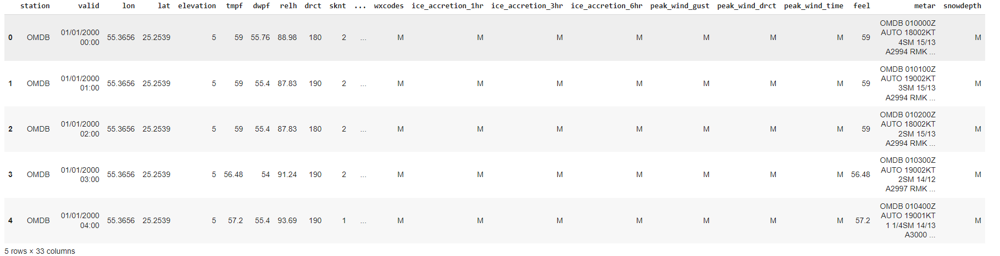 station valid lon lat elevation tmpf dwpf relh drct sknt ... wxcodes ice_accretion_1hr ice_accretion_3hr ice_accretion_6hr peak_wind_gust peak_wind_drct peak_wind_time feel metar snowdepth
0 OMDB 01/01/2000 00:00 55.3656 25.2539 5 59 55.76 88.98 180 2 ... M M M M M M M 59 OMDB 010000Z AUTO 18002KT 4SM 15/13 A2994 RMK ... M
1 OMDB 01/01/2000 01:00 55.3656 25.2539 5 59 55.4 87.83 190 2 ... M M M M M M M 59 OMDB 010100Z AUTO 19002KT 3SM 15/13 A2994 RMK ... M
2 OMDB 01/01/2000 02:00 55.3656 25.2539 5 59 55.4 87.83 180 2 ... M M M M M M M 59 OMDB 010200Z AUTO 18002KT 2SM 15/13 A2994 RMK ... M
3 OMDB 01/01/2000 03:00 55.3656 25.2539 5 56.48 54 91.24 190 2 ... M M M M M M M 56.48 OMDB 010300Z AUTO 19002KT 2SM 14/12 A2997 RMK ... M
4 OMDB 01/01/2000 04:00 55.3656 25.2539 5 57.2 55.4 93.69 190 1 ... M M M M M M M 57.2 OMDB 010400Z AUTO 19001KT 1 1/4SM 14/13 A3000 ... M
5 rows × 33 columns